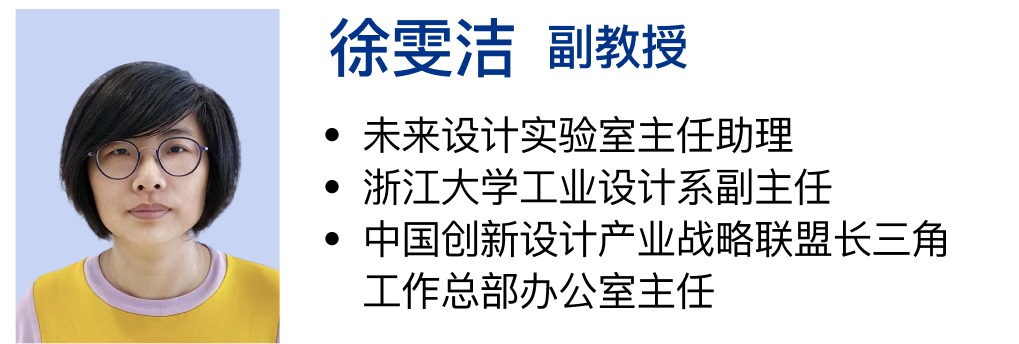 徐雯洁 副教授
• 未来设计实验室主任助理
• 浙江大学工业设计系副主任
• 中国创新设计产业战略联盟长三角
工作总部办公室主任